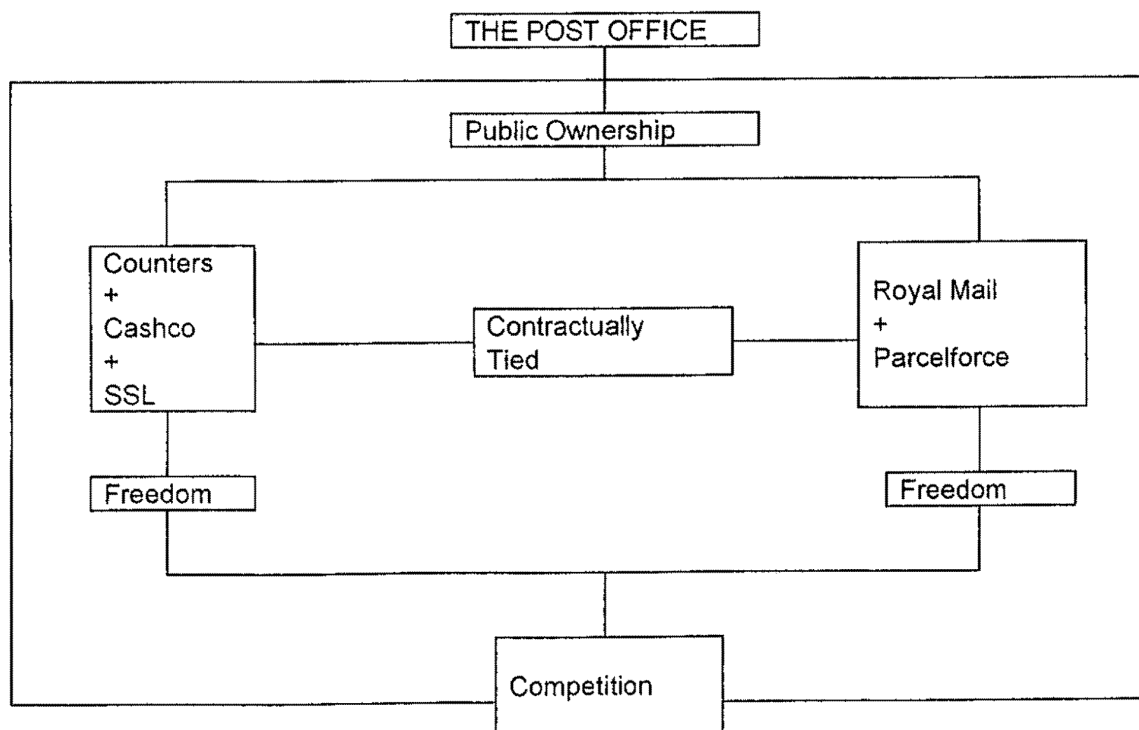 THE POST OFFICE
Public Ownership
Counters
+
Cashco
+
SSL
Contractually
Tied
Royal Mail
+
Parcelforce
Freedom
Freedom
Competition